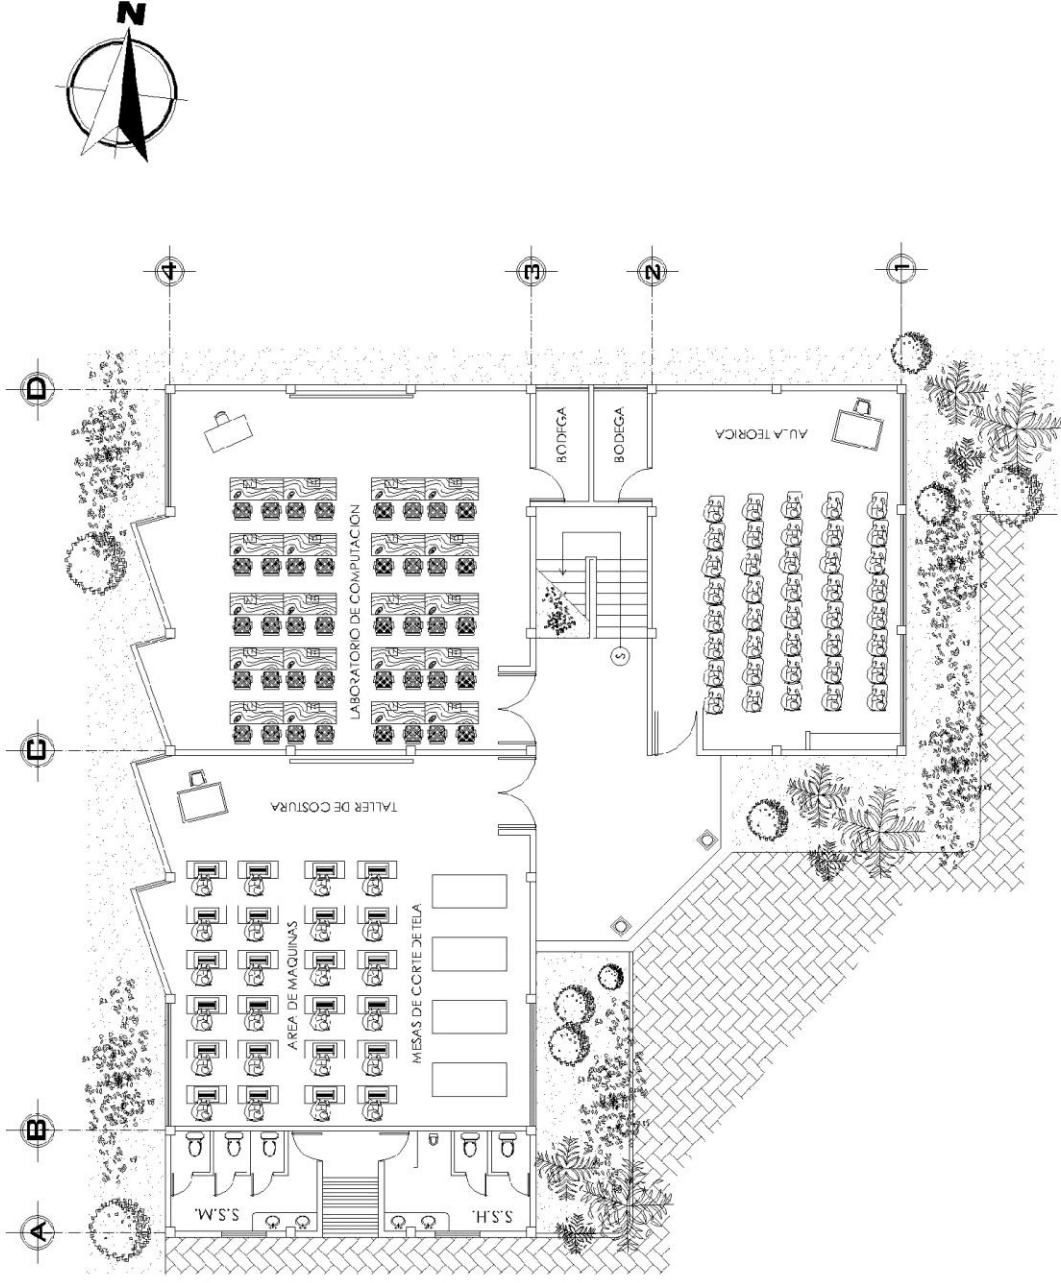 N
4
3
2
1
D
C
B
A
BODEGA
BODEGA
AULA TEORICA
LABORATORIO DE COMPUTACION
TALLER DE COSTURA
AREA DE MAQUINAS
MESAS DE CORTE DE TELA
S
S.S.M.
S.S.H.